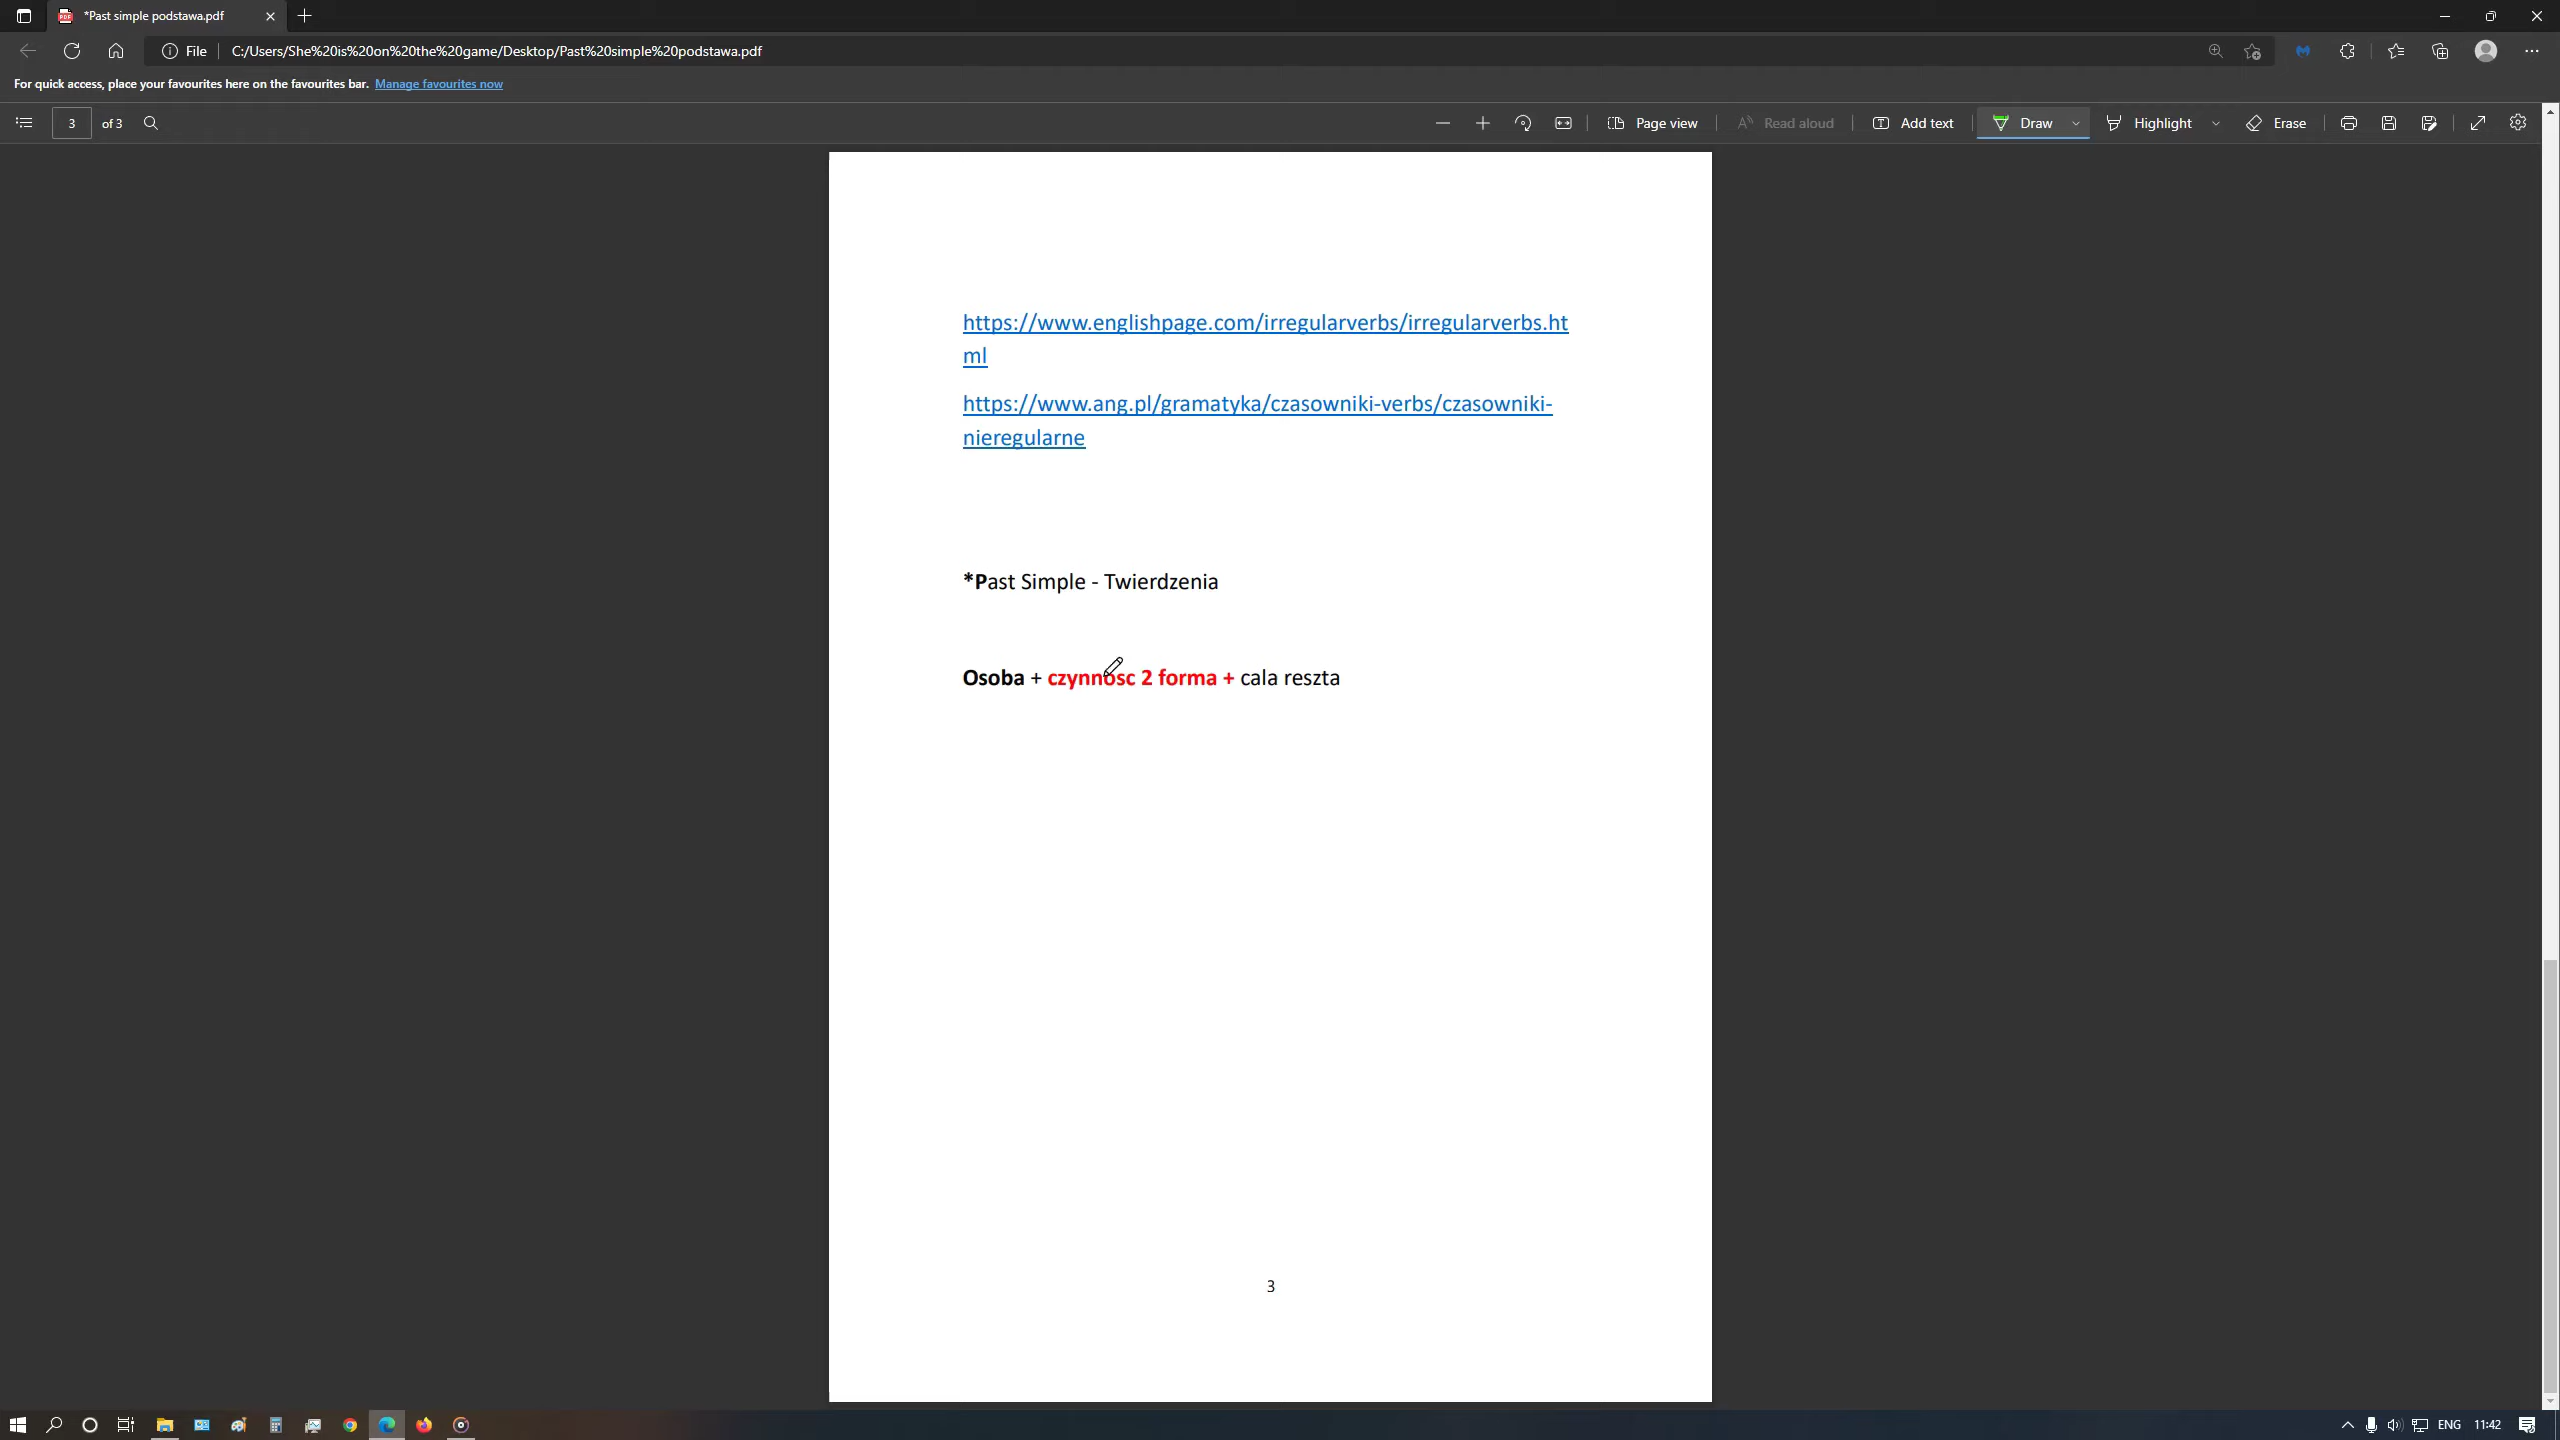 *Past simple podstawa.pdf
File
C:/Users/She%20is%20on%20the%20game/Desktop/Past%20simple%20podstawa.pdf
For quick access, place your favourites here on the favourites bar. Manage favourites now
3 of 3
Page view
Read aloud
Add text
Draw
Highlight
Erase
https://www.englishpage.com/irregularverbs/irregularverbs.ht
ml
https://www.ang.pl/gramatyka/czasowniki-verbs/czasowniki-
nieregularne
*Past Simple - Twierdzenia
Osoba + czynnosc 2 forma + cala reszta
3
ENG 11:42